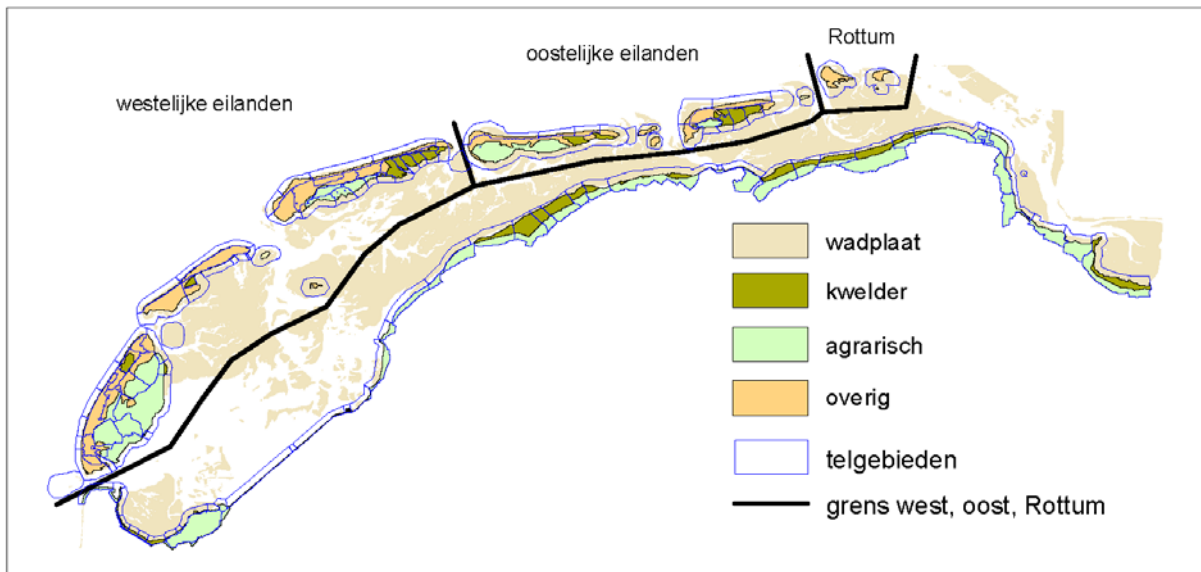 Rottum
oostelijke eilanden
westelijke eilanden
wadplaat
kwelder
agrarisch
overig
telgebieden
grens west, oost, Rottum